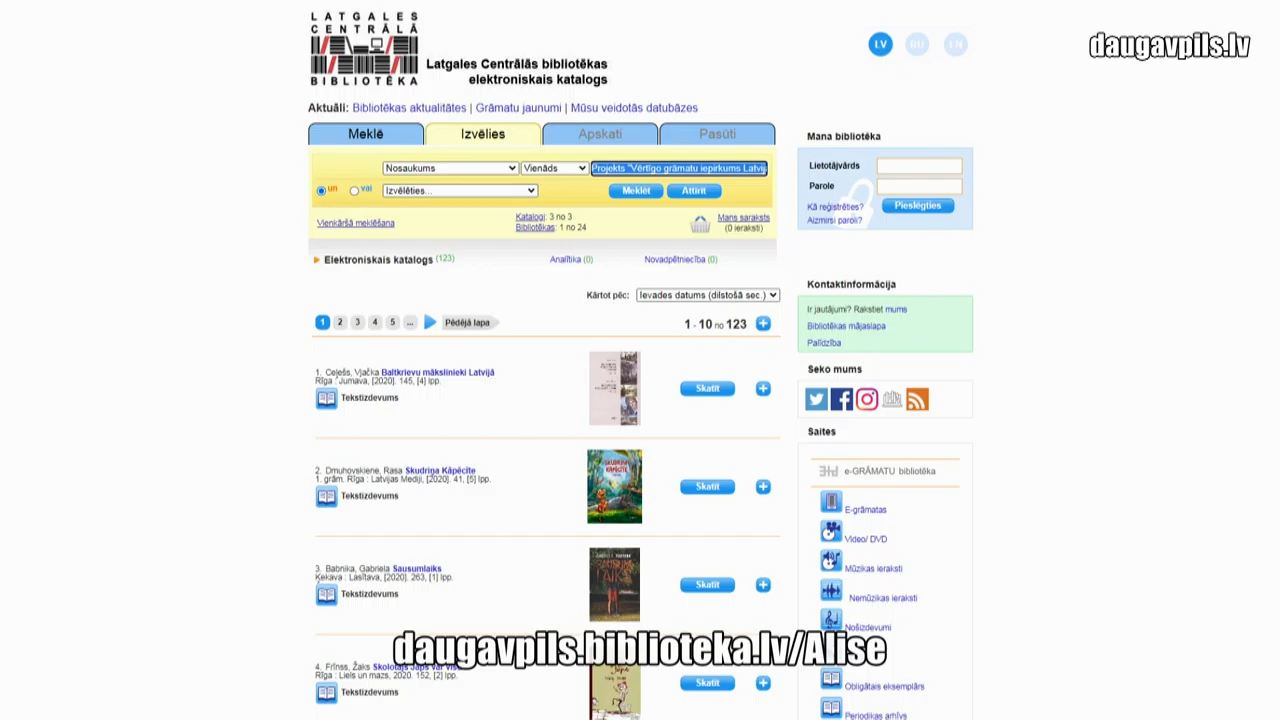 LATGALES
CENTRĀLĀ
BIBLIOTĒKA
Latgales Centrālās bibliotēkas
elektroniskais katalogs
LV RU EN
daugavpils.lv
Aktuāli: Bibliotēkas aktualitātes | Grāmatu jaunumi | Mūsu veidotās datubāzes
Meklē Izvēlies Apskati Pasūti
Nosaukums Vienāds Projekts "Vērtīgo grāmatu iepirkums Latvij
un vai Izvēlēties... Meklēt Attīrīt
Vienkāršā meklēšana
Katalogi: 3 no 3
Bibliotēkas: 1 no 24
Mans saraksts
(0 ieraksti)
Elektroniskais katalogs (123) Analītika (0) Novadpētniecība (0)
Kārtot pēc: Ievades datums (dilstošā sec.)
1 2 3 4 5 ... Pēdējā lapa 1 - 10 no 123
1. Celešs, Vjačka Baltkrievu mākslinieki Latvijā
Rīga : Jumava, [2020]. 145, [4] lpp.
Tekstizdevums
Skatīt
2. Dmuhovskiene, Rasa Skudriņa Kāpēcīte
1. grām. Rīga : Latvijas Mediji, [2020]. 41, [5] lpp.
Tekstizdevums
SKUDRIŅA
KĀPĒCĪTE
Skatīt
3. Babnika, Gabriela Sausumlaiks
Ķekava : Lasītava, [2020]. 263, [1] lpp.
Tekstizdevums
Skatīt
4. Frīnss, Žaks Skolotājs Japs var
Rīga : Liels un mazs, 2020. 152, [2] lpp.
Tekstizdevums
Skatīt
Mana bibliotēka
Lietotājvārds
Parole
Kā reģistrēties?
Aizmirsi paroli?
Pieslēgties
Kontaktinformācija
Ir jautājumi? Rakstiet mums
Bibliotēkas mājaslapa
Palīdzība
Seko mums
Saites
3td e-GRĀMATU bibliotēka
E-grāmatas
Video/ DVD
Mūzikas ieraksti
Nemūzikas ieraksti
Nošizdevumi
Obligātais eksemplārs
Periodikas arhīvs
daugavpils.biblioteka.lv/Alise